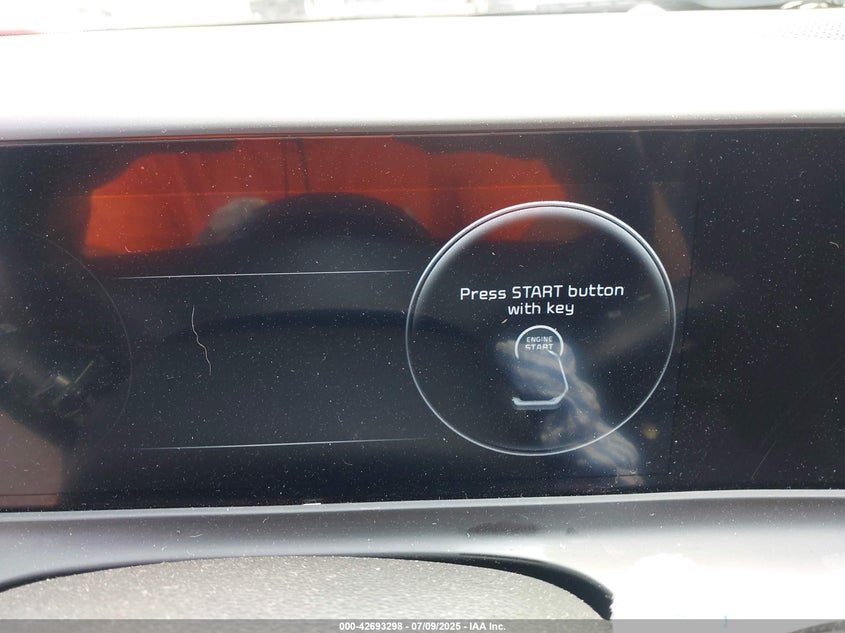 Press START button
with key
ENGINE
START
000-42693298 - 07/09/2025 - IAA Inc.